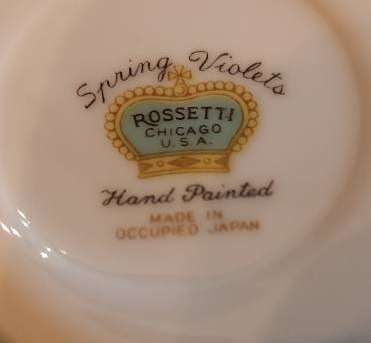 Spring Violets
ROSSETTI
CHICAGO
U.S.A.
Hand Painted
MADE IN
OCCUPIED JAPAN